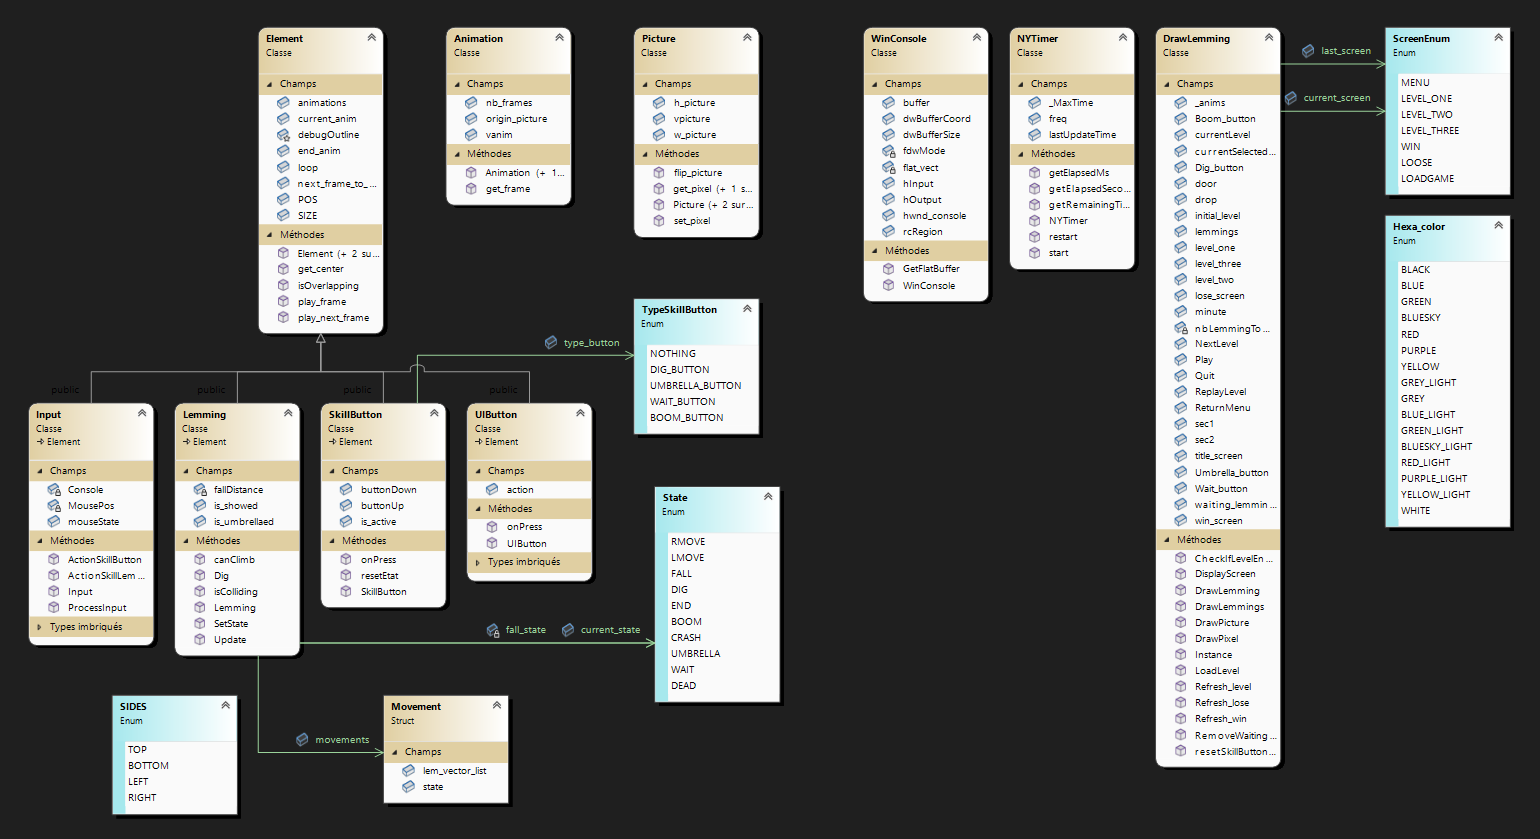 Element
Classe
Champs
animations
current_anim
debugOutline
end_anim
loop
next_frame_to_...
POS
SIZE
Méthodes
Element (+ 2 su...
get_center
isOverlapping
play_frame
play_next_frame
Animation
Classe
Champs
nb_frames
origin_picture
vanim
Méthodes
Animation (+ 1...
get_frame
Picture
Classe
Champs
h_picture
vpicture
w_picture
Méthodes
flip_picture
get_pixel (+ 1 s...
Picture (+ 2 sur...
set_pixel
WinConsole
Classe
Champs
buffer
dwBufferCoord
dwBufferSize
fdwMode
flat_vect
hInput
hOutput
hwnd_console
rcRegion
Méthodes
GetFlatBuffer
WinConsole
NYTimer
Classe
Champs
_MaxTime
freq
lastUpdateTime
Méthodes
getElapsedMs
getElapsedSeco...
getRemainingTi...
NYTimer
restart
start
DrawLemming
Classe
Champs
_anims
Boom_button
currentLevel
currentSelected...
Dig_button
door
drop
initial_level
lemmings
level_one
level_three
level_two
lose_screen
minute
nbLemmingTo...
NextLevel
Play
Quit
ReplayLevel
ReturnMenu
sec1
sec2
title_screen
Umbrella_button
Wait_button
waiting_lemmin...
win_screen
Méthodes
CheckIfLevelEn...
DisplayScreen
DrawLemming
DrawLemmings
DrawPicture
DrawPixel
Instance
LoadLevel
Refresh_level
Refresh_lose
Refresh_win
RemoveWaiting...
resetSkillButton...
last_screen
current_screen
ScreenEnum
Enum
MENU
LEVEL_ONE
LEVEL_TWO
LEVEL_THREE
WIN
LOOSE
LOADGAME
Hexa_color
Enum
BLACK
BLUE
GREEN
BLUESKY
RED
PURPLE
YELLOW
GREY_LIGHT
GREY
BLUE_LIGHT
GREEN_LIGHT
BLUESKY_LIGHT
RED_LIGHT
PURPLE_LIGHT
YELLOW_LIGHT
WHITE
type_button
TypeSkillButton
Enum
NOTHING
DIG_BUTTON
UMBRELLA_BUTTON
WAIT_BUTTON
BOOM_BUTTON
public
public
public
public
Input
Classe
Element
Champs
Console
MousePos
mouseState
Méthodes
ActionSkillButton
ActionSkillLem...
Input
ProcessInput
Types imbriqués
Lemming
Classe
Element
Champs
fallDistance
is_showed
is_umbrellaed
Méthodes
canClimb
Dig
isColliding
Lemming
SetState
Update
SkillButton
Classe
Element
Champs
buttonDown
buttonUp
is_active
Méthodes
onPress
resetEtat
SkillButton
UIButton
Classe
Element
Champs
action
Méthodes
onPress
UIButton
Types imbriqués
fall_state
current_state
State
Enum
RMOVE
LMOVE
FALL
DIG
END
BOOM
CRASH
UMBRELLA
WAIT
DEAD
SIDES
Enum
TOP
BOTTOM
LEFT
RIGHT
movements
Movement
Struct
Champs
lem_vector_list
state